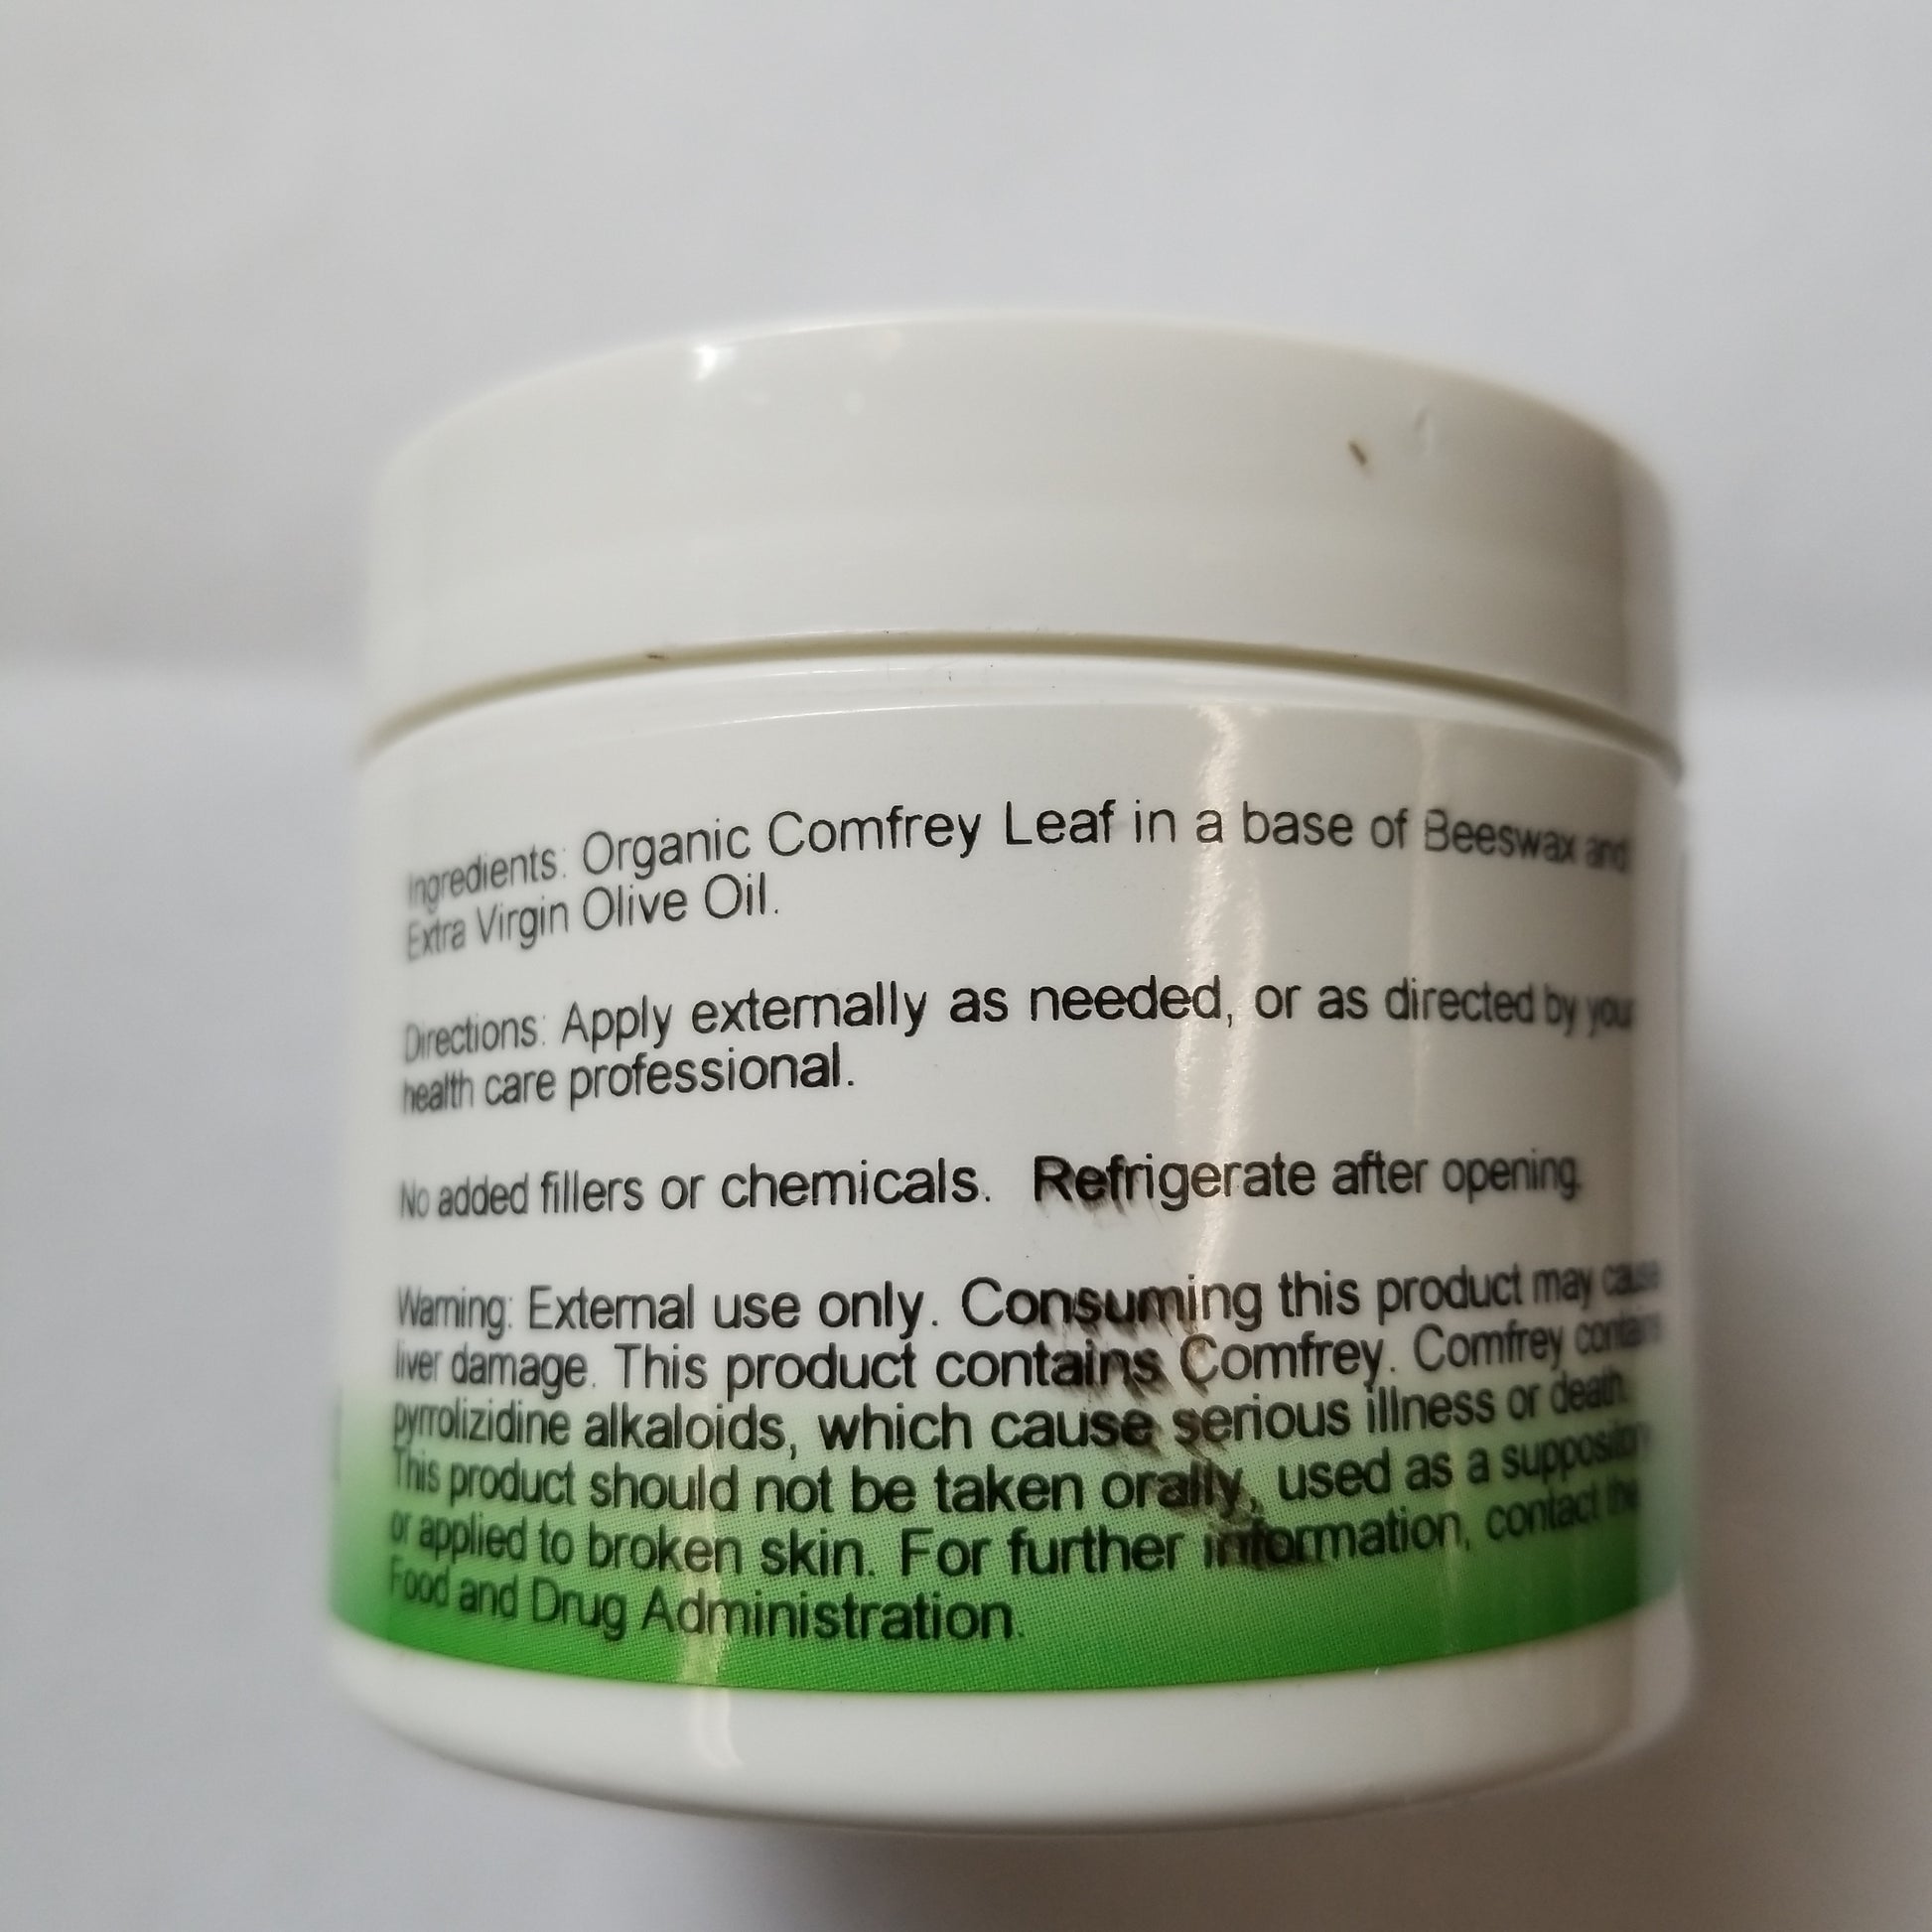 Ingredients: Organic Comfrey Leaf in a base of Beeswax and
Extra Virgin Olive Oil.
Directions: Apply externally as needed, or as directed by your
health care professional.
No added fillers or chemicals. Refrigerate after opening.
Warning: External use only. Consuming this product may cause
liver damage. This product contains Comfrey. Comfrey contains
pyrrolizidine alkaloids, which cause serious illness or death.
This product should not be taken orally, used as a suppository
or applied to broken skin. For further information, contact the
Food and Drug Administration.